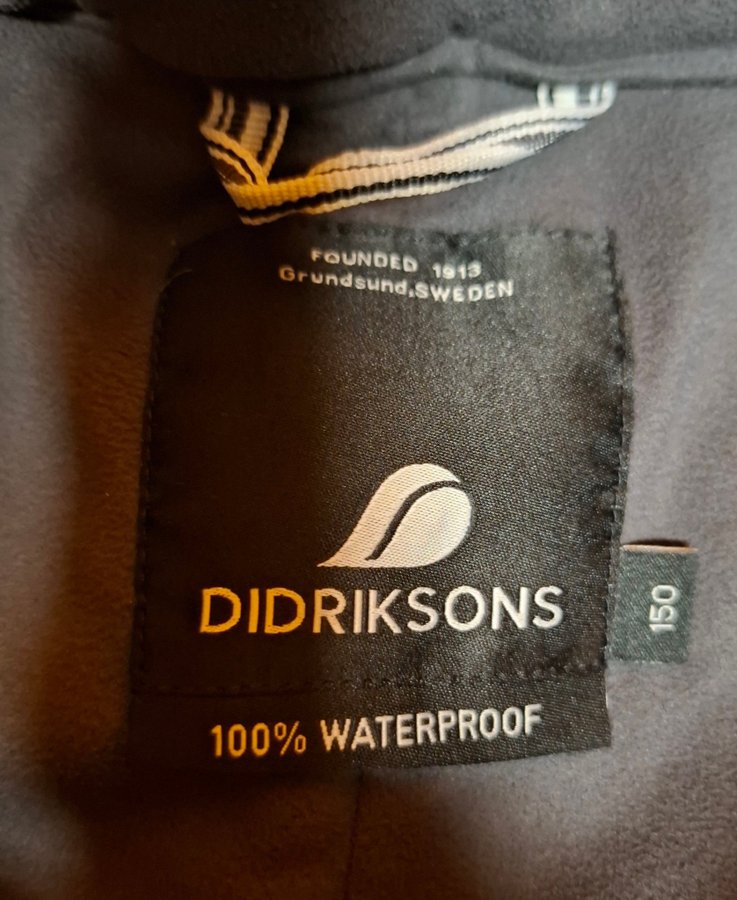 FOUNDED 1913
Grundsund,SWEDEN
DIDRIKSONS
150
100% WATERPROOF